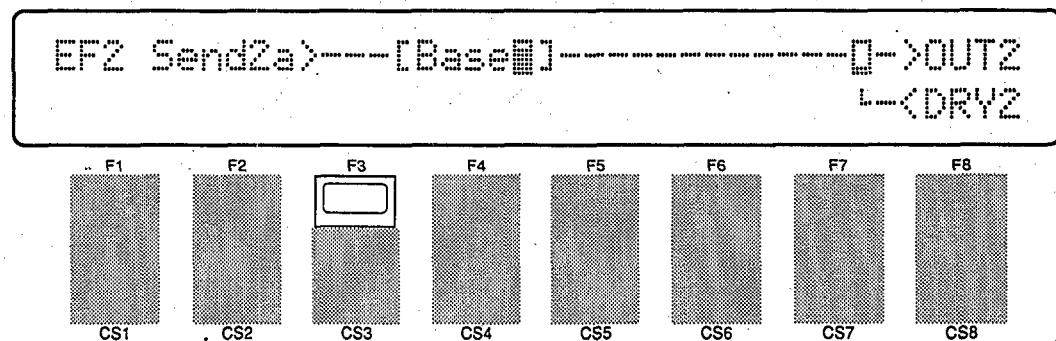 EF2 Send2a>---[Base▒]---------------▯->OUT2
└-<DRY2
F1 F2 F3 F4 F5 F6 F7 F8
CS1 CS2 CS3 CS4 CS5 CS6 CS7 CS8